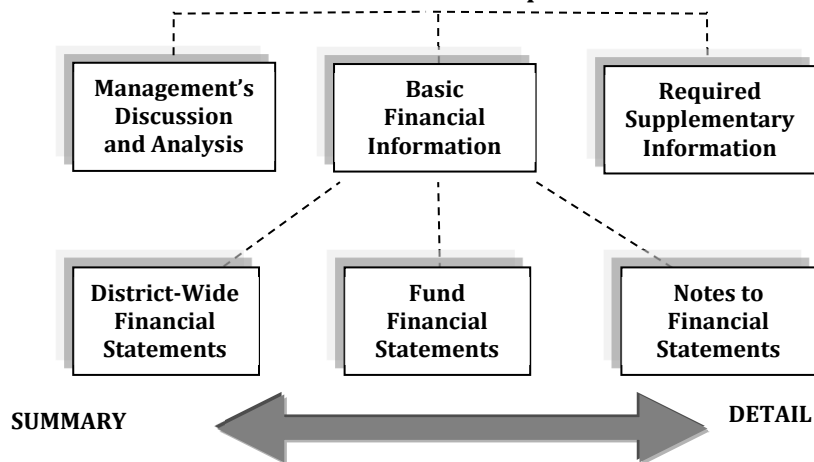 Management’s
Discussion
and Analysis
Basic
Financial
Information
Required
Supplementary
Information
District-Wide
Financial
Statements
Fund
Financial
Statements
Notes to
Financial
Statements
SUMMARY
DETAIL